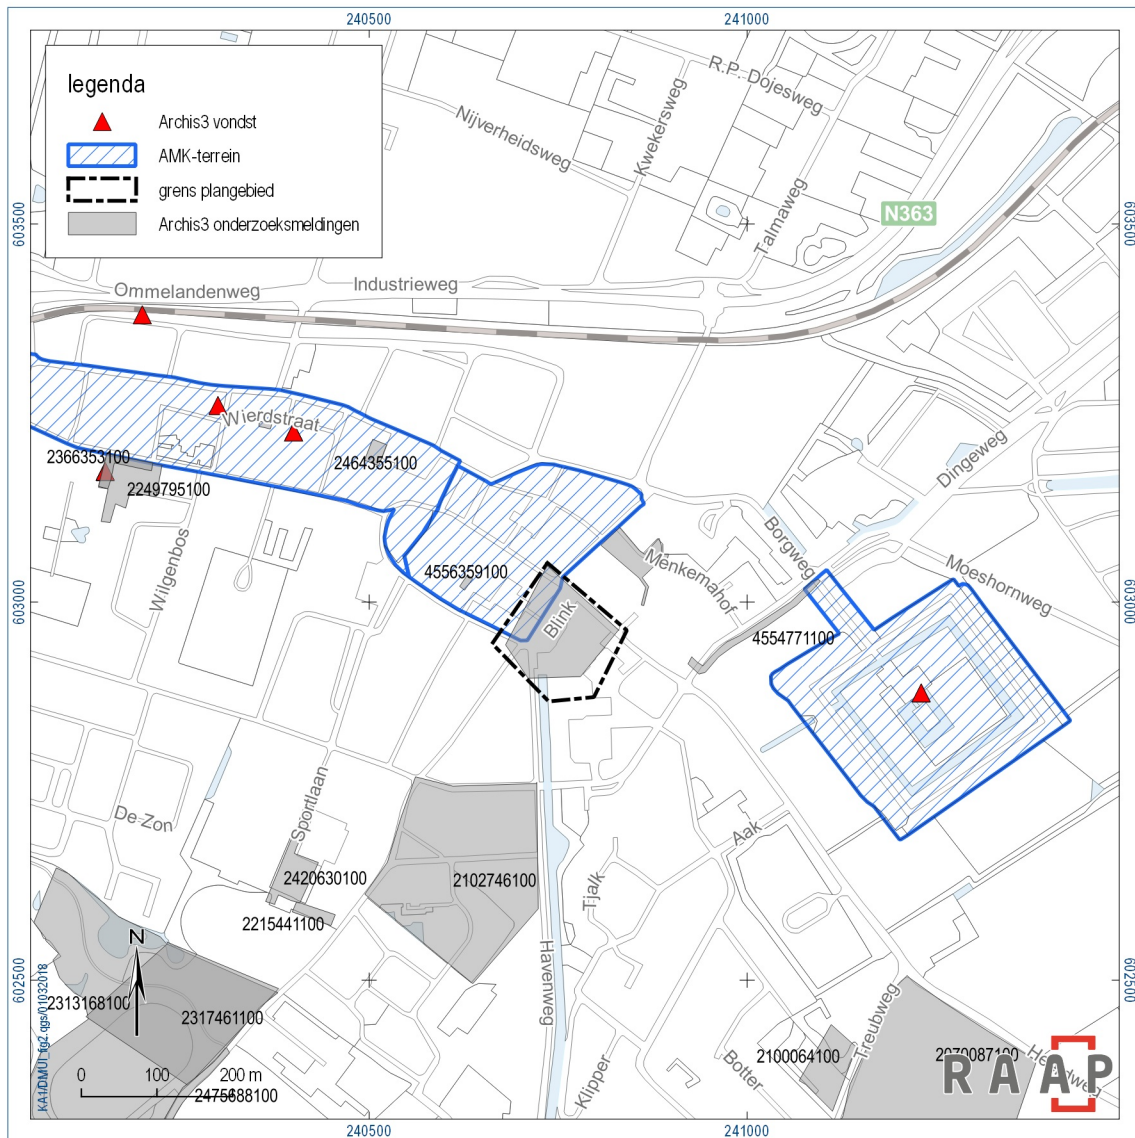 240500
241000
legenda
Archis3 vondst
AMK-terrein
grens plangebied
Archis3 onderzoeksmeldingen
R.P. Dojesweg
Nijverheidsweg
Kwekersweg
Talmaweg
N363
603500
603500
Ommelandenweg
Industrieweg
Wierdstraat
2366353100
2464355100
2249795100
Dingeweg
Borgweg
Menkemahof
Moeshornweg
Wilgenbos
4556359100
603000
603000
Blink
4554771100
Sportlaan
De Zon
Aak
2420630100
2102746100
Tjalk
2215441100
N
Havenweg
602500
602500
2313168100
2317461100
Treubweg
2100064100
2070087100
Botter
Klipper
RAAP
0 100 200 m
2475688100
240500
241000